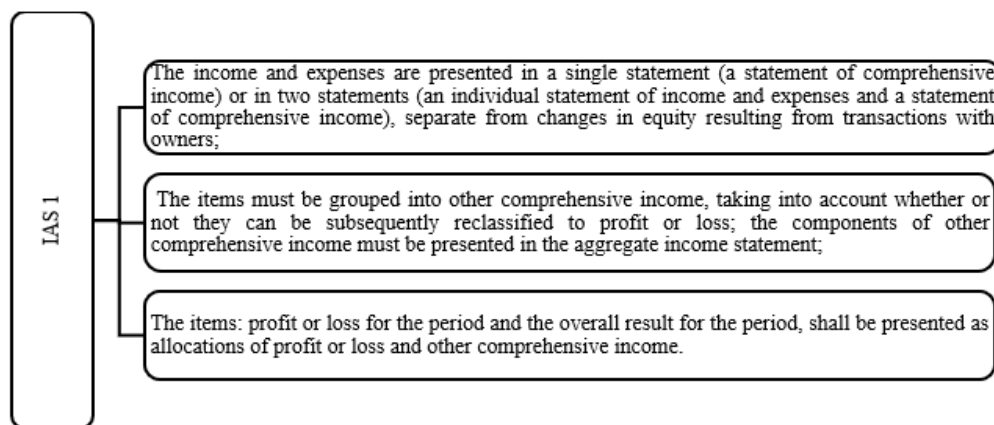 IAS 1
The income and expenses are presented in a single statement (a statement of comprehensive
income) or in two statements (an individual statement of income and expenses and a statement
of comprehensive income), separate from changes in equity resulting from transactions with
owners;
The items must be grouped into other comprehensive income, taking into account whether or
not they can be subsequently reclassified to profit or loss; the components of other
comprehensive income must be presented in the aggregate income statement;
The items: profit or loss for the period and the overall result for the period, shall be presented as
allocations of profit or loss and other comprehensive income.